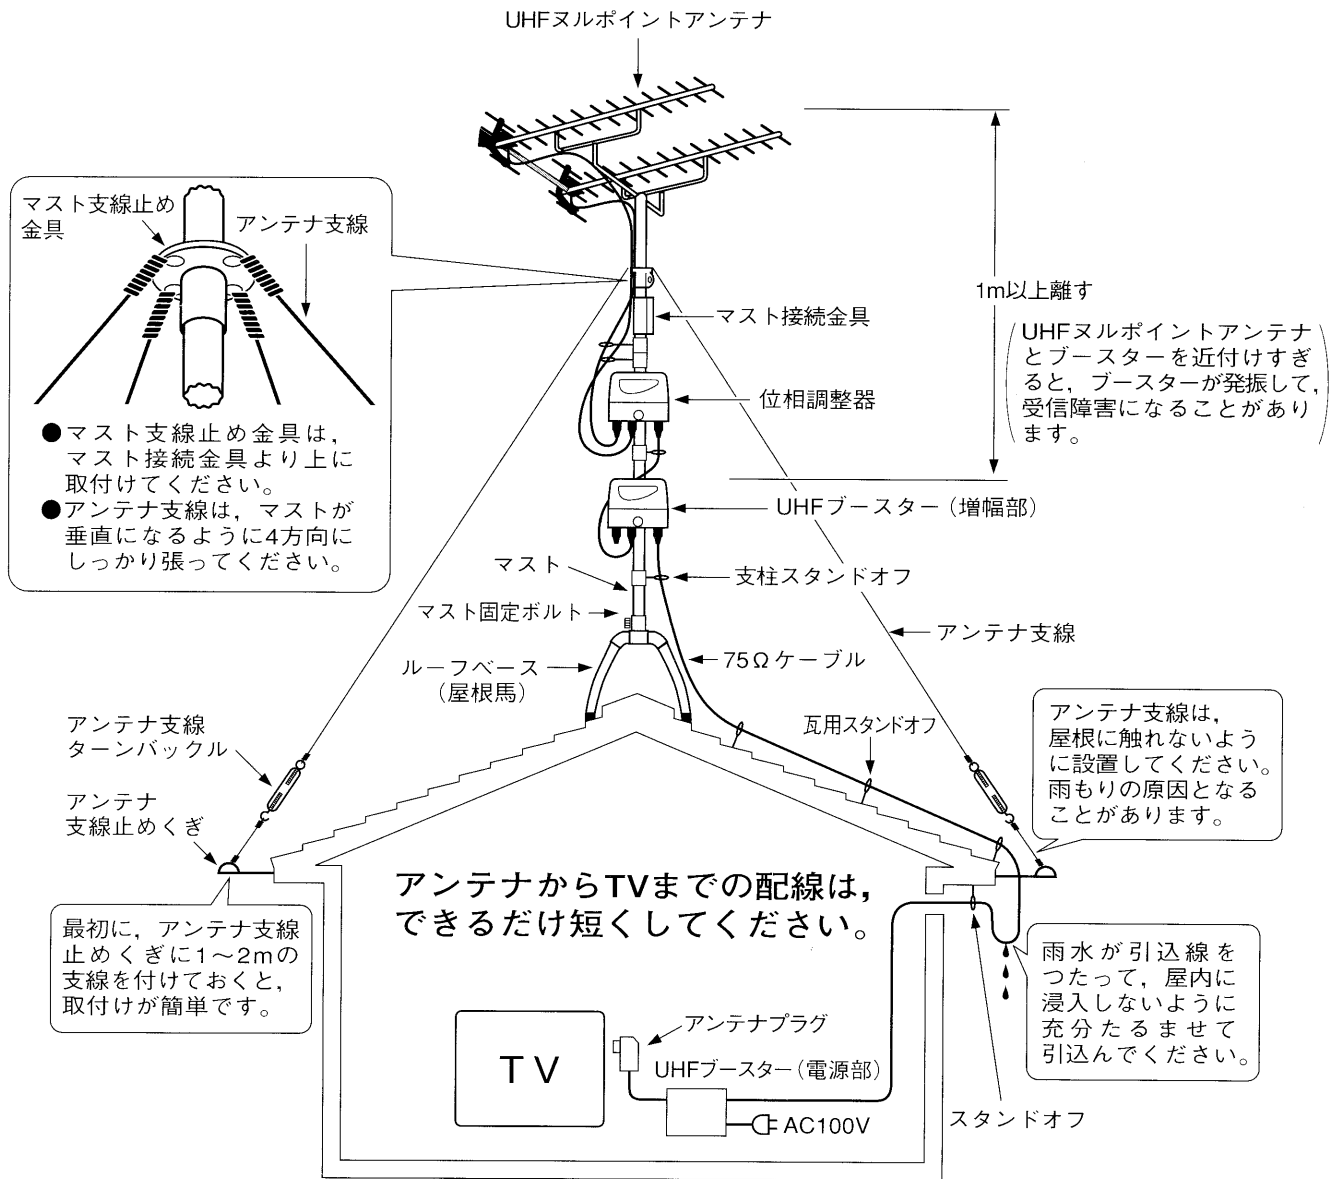 UHFヌルポイントアンテナ
マスト支線止め
金具
アンテナ支線
●マスト支線止め金具は，
マスト接続金具より上に
取付けてください。
●アンテナ支線は，マストが
垂直になるように4方向に
しっかり張ってください。
1m以上離す
（UHFヌルポイントアンテナ
とブースターを近付けすぎ
ると，ブースターが発振して，
受信障害になることがあり
ます。）
マスト接続金具
位相調整器
UHFブースター（増幅部）
マスト
支柱スタンドオフ
マスト固定ボルト
アンテナ支線
ルーフベース
（屋根馬）
75Ωケーブル
アンテナ支線
ターンバックル
瓦用スタンドオフ
アンテナ支線は，
屋根に触れないよう
に設置してください。
雨もりの原因となる
ことがあります。
アンテナ
支線止めくぎ
アンテナからTVまでの配線は，
できるだけ短くしてください。
最初に，アンテナ支線
止めくぎに1〜2mの
支線を付けておくと，
取付けが簡単です。
雨水が引込線を
つたって，屋内に
浸入しないように
充分たるませて
引込んでください。
TV
アンテナプラグ
UHFブースター（電源部）
AC100V
スタンドオフ